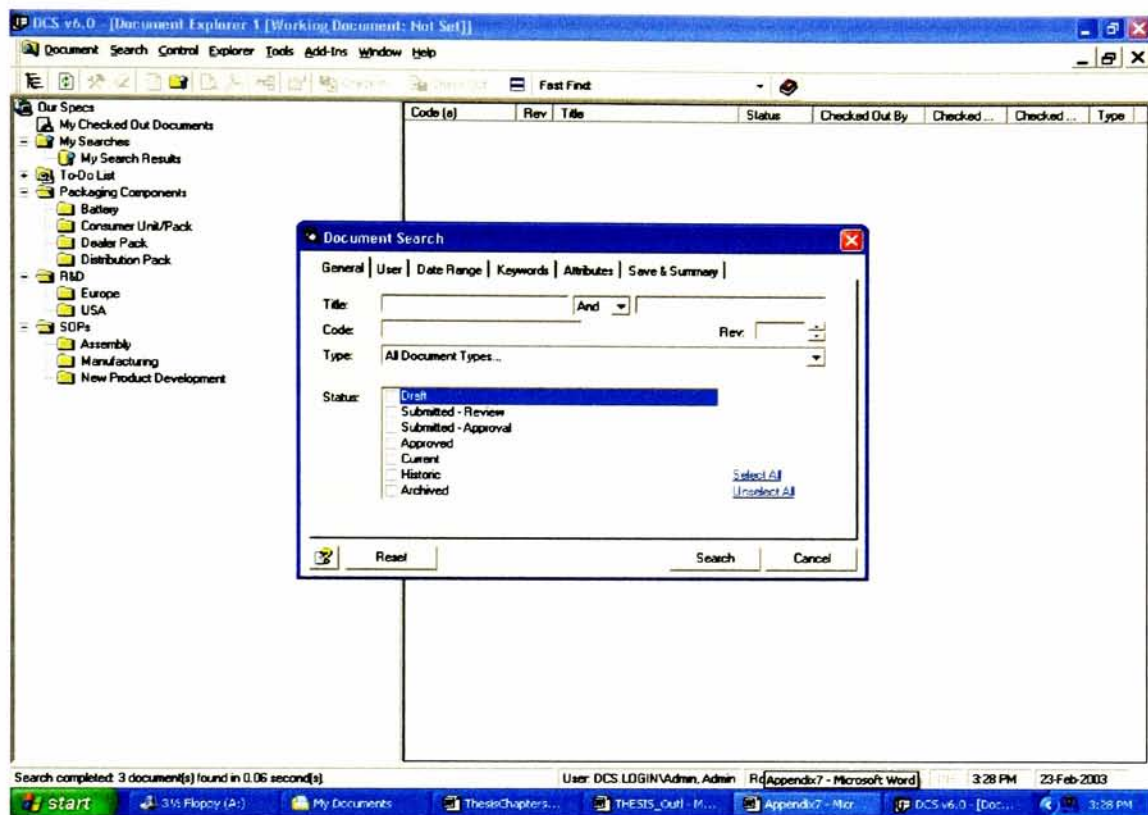 DCS v6.0 - [Document Explorer 1 [Working Document: Not Set]]
Document Search Control Explorer Tools Add-Ins Window Help
Fast Find:
Our Specs
My Checked Out Documents
My Searches
My Search Results
To-Do List
Packaging Components
Battery
Consumer Unit/Pack
Dealer Pack
Distribution Pack
R&D
Europe
USA
SOPs
Assembly
Manufacturing
New Product Development
Code (s) Rev Title Status Checked Out By Checked ... Checked ... Type
Document Search
General User Date Range Keywords Attributes Save & Summary
Title: And
Code: Rev:
Type: All Document Types...
Status: Draft
Submitted - Review
Submitted - Approval
Approved
Current
Historic Select All
Archived Unselect All
Reset Search Cancel
Search completed: 3 document(s) found in 0.06 second(s). User: DCS LOGIN\Admin, Admin Appendix7 - Microsoft Word 3:28 PM 23-Feb-2003
start 3½ Floppy (A:) My Documents ThesisChapters... THESIS_Outl - M... Appendix7 - Micr... DCS v6.0 - [Doc... 3:28 PM